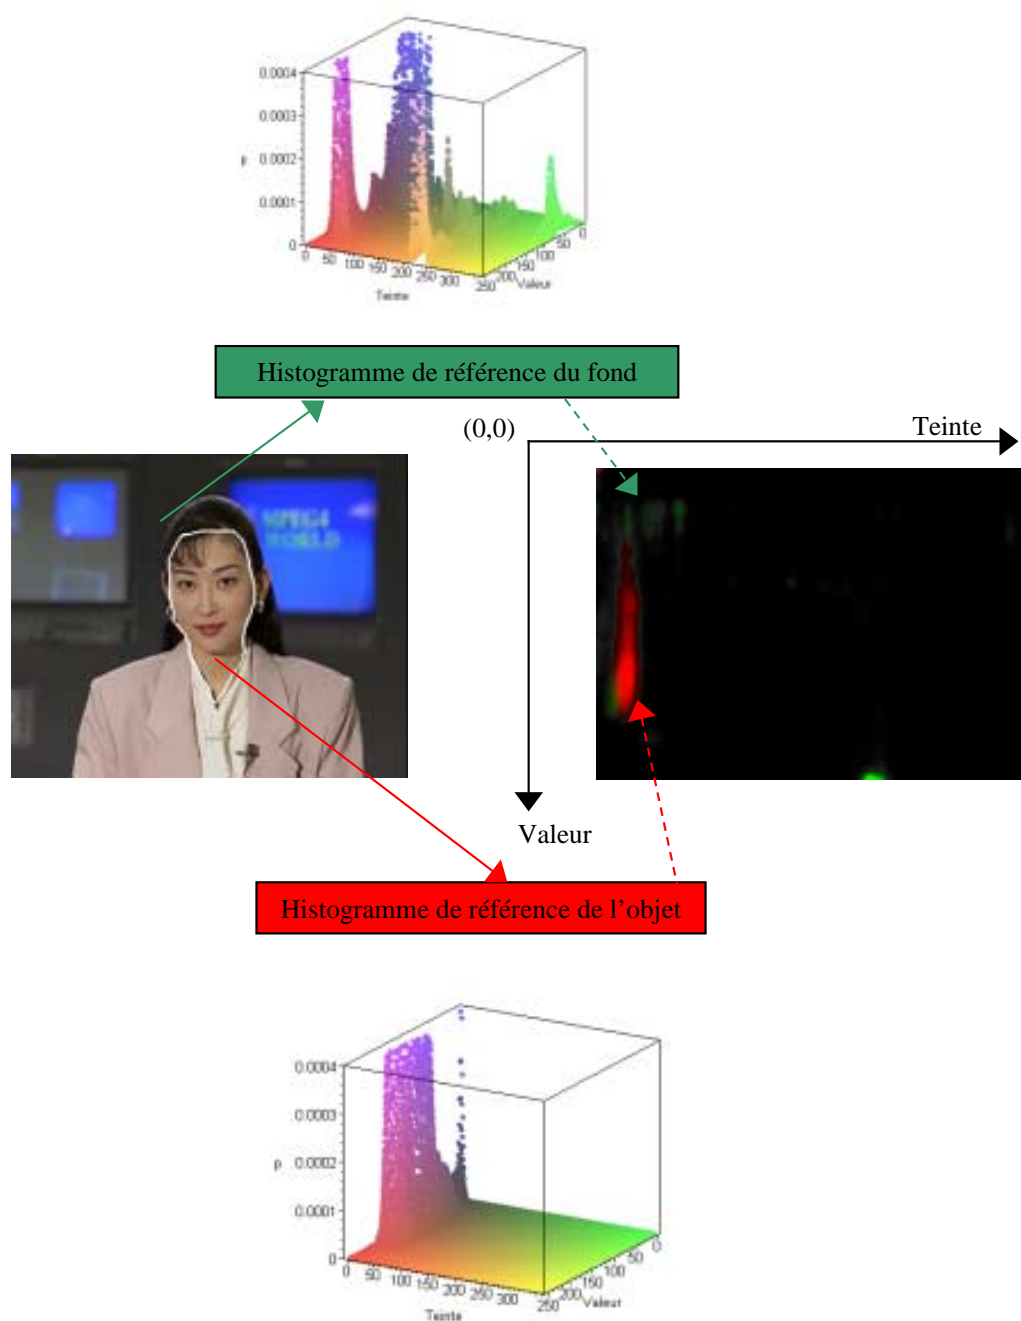 0.0004
0.0003
p 0.0002
0.0001
0
0 50 100 150 200 250 300
Teinte
250 200 150 100 50 0
Valeur
Histogramme de référence du fond
(0,0)
Teinte
MPEG4
WORLD
Valeur
Histogramme de référence de l’objet
0.0004
0.0003
p 0.0002
0.0001
0
0 50 100 150 200 250 300
Teinte
250 200 150 100 50 0
Valeur